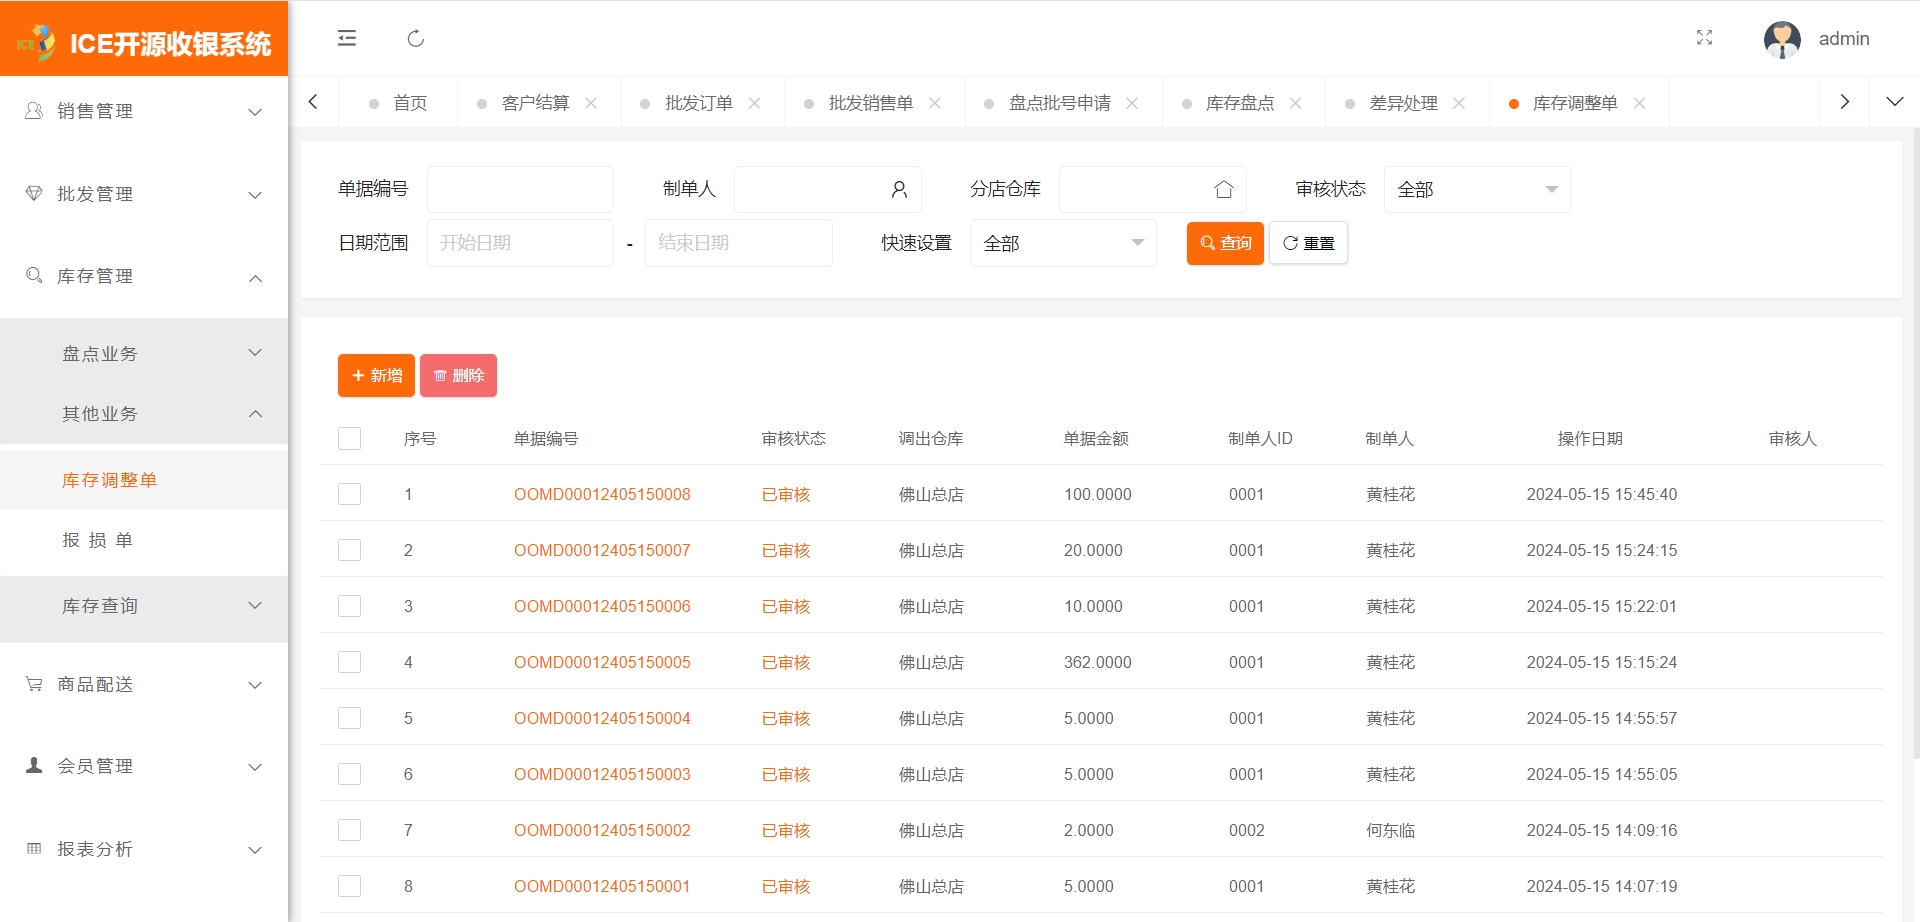 ICE ICE开源收银系统
admin
首页 客户结算 批发订单 批发销售单 盘点批号申请 库存盘点 差异处理 库存调整单
销售管理
批发管理
库存管理
盘点业务
其他业务
库存调整单
报 损 单
库存查询
商品配送
会员管理
报表分析
单据编号 制单人 分店仓库 审核状态 全部
日期范围 开始日期 - 结束日期 快速设置 全部 查询 重置
新增 删除
序号 单据编号 审核状态 调出仓库 单据金额 制单人ID 制单人 操作日期 审核人
1 OOMD00012405150008 已审核 佛山总店 100.0000 0001 黄桂花 2024-05-15 15:45:40
2 OOMD00012405150007 已审核 佛山总店 20.0000 0001 黄桂花 2024-05-15 15:24:15
3 OOMD00012405150006 已审核 佛山总店 10.0000 0001 黄桂花 2024-05-15 15:22:01
4 OOMD00012405150005 已审核 佛山总店 362.0000 0001 黄桂花 2024-05-15 15:15:24
5 OOMD00012405150004 已审核 佛山总店 5.0000 0001 黄桂花 2024-05-15 14:55:57
6 OOMD00012405150003 已审核 佛山总店 5.0000 0001 黄桂花 2024-05-15 14:55:05
7 OOMD00012405150002 已审核 佛山总店 2.0000 0002 何东临 2024-05-15 14:09:16
8 OOMD00012405150001 已审核 佛山总店 5.0000 0001 黄桂花 2024-05-15 14:07:19